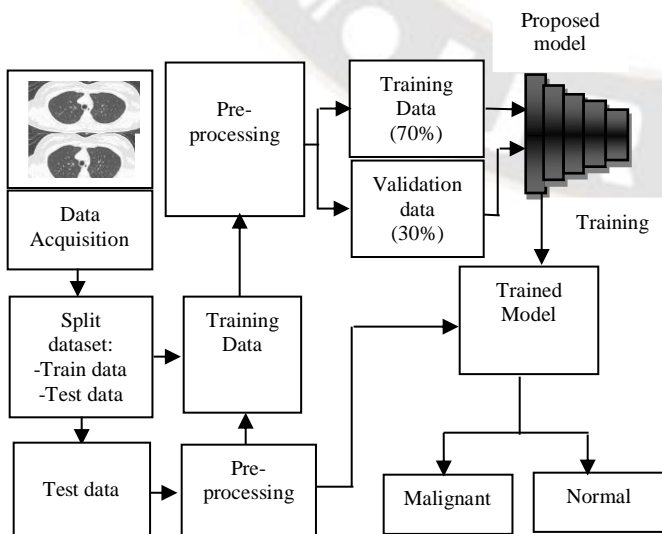 Proposed
model
Pre-
processing
Training
Data
(70%)
Validation
data
(30%)
Data
Acquisition
Training
Split
dataset:
-Train data
-Test data
Training
Data
Trained
Model
Test data
Pre-
processing
Malignant
Normal